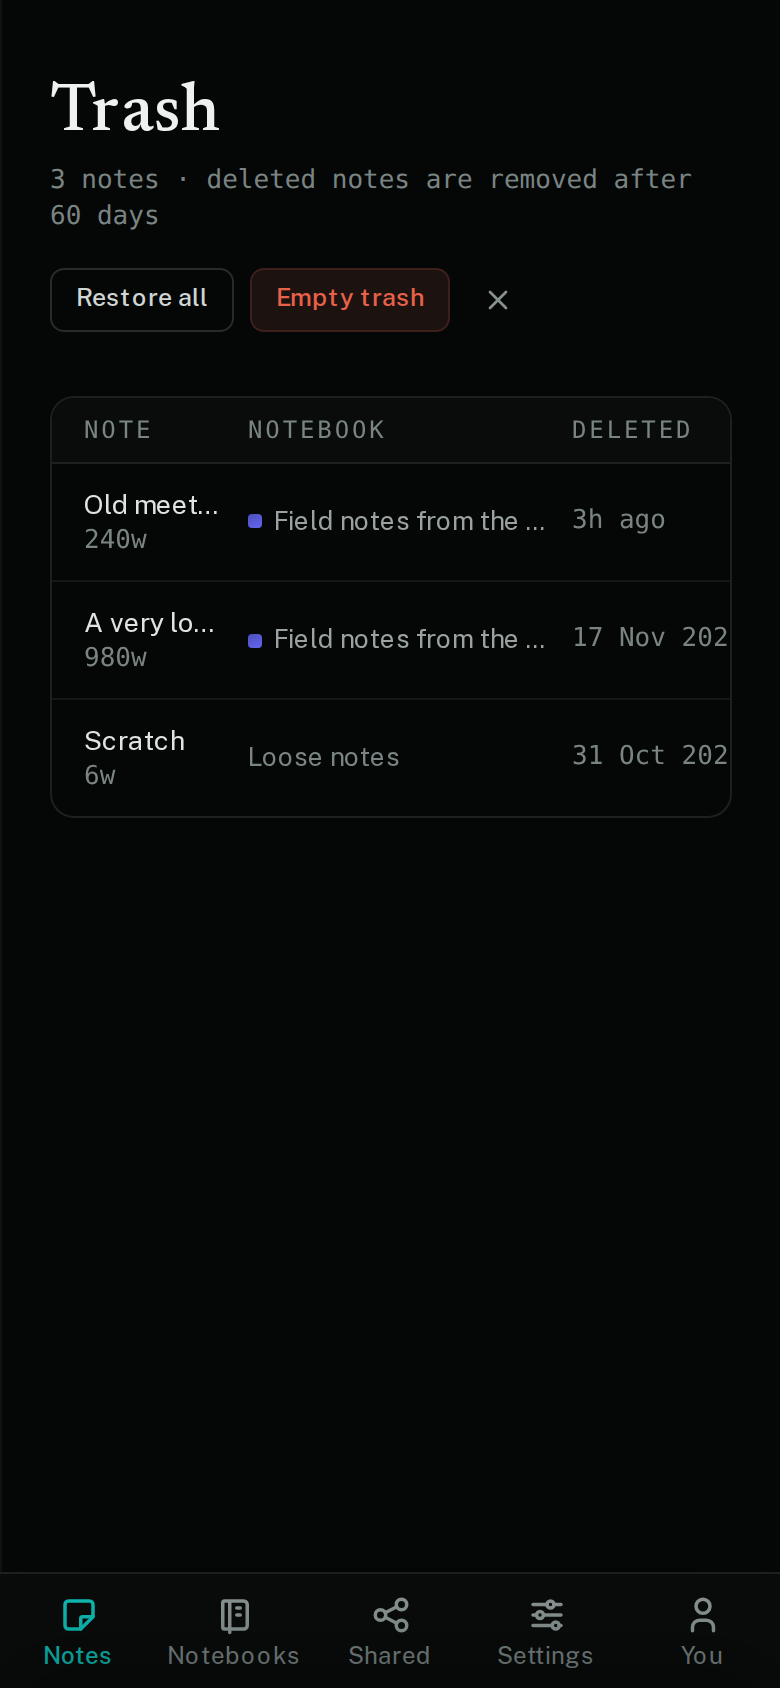 Trash
3 notes · deleted notes are removed after
60 days
Restore all
Empty trash
NOTE NOTEBOOK DELETED
Old meet... Field notes from the ... 3h ago
240w
A very lo... Field notes from the ... 17 Nov 202
980w
Scratch Loose notes 31 Oct 202
6w
Notes Notebooks Shared Settings You